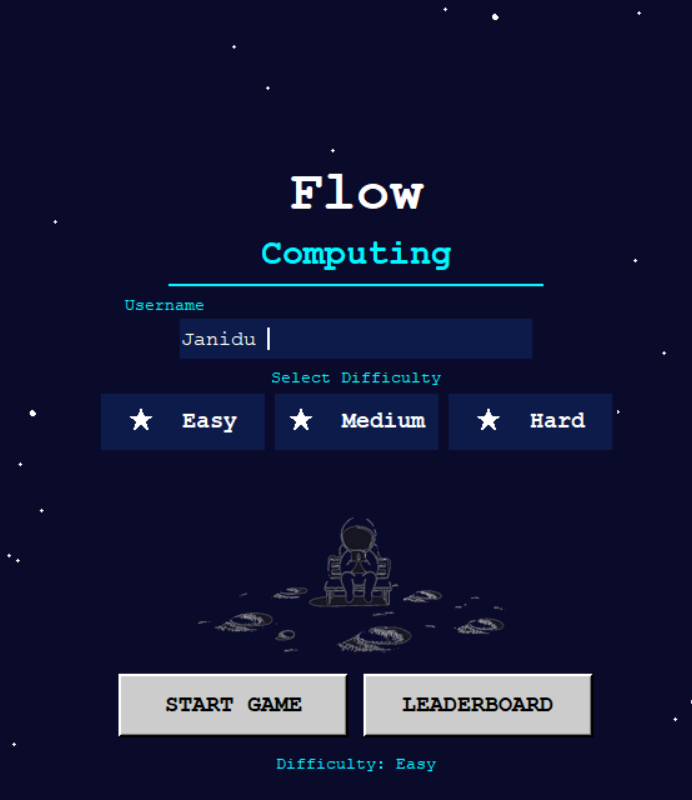 Flow
Computing
Username
Janidu
Select Difficulty
★ Easy ★ Medium ★ Hard
START GAME LEADERBOARD
Difficulty: Easy